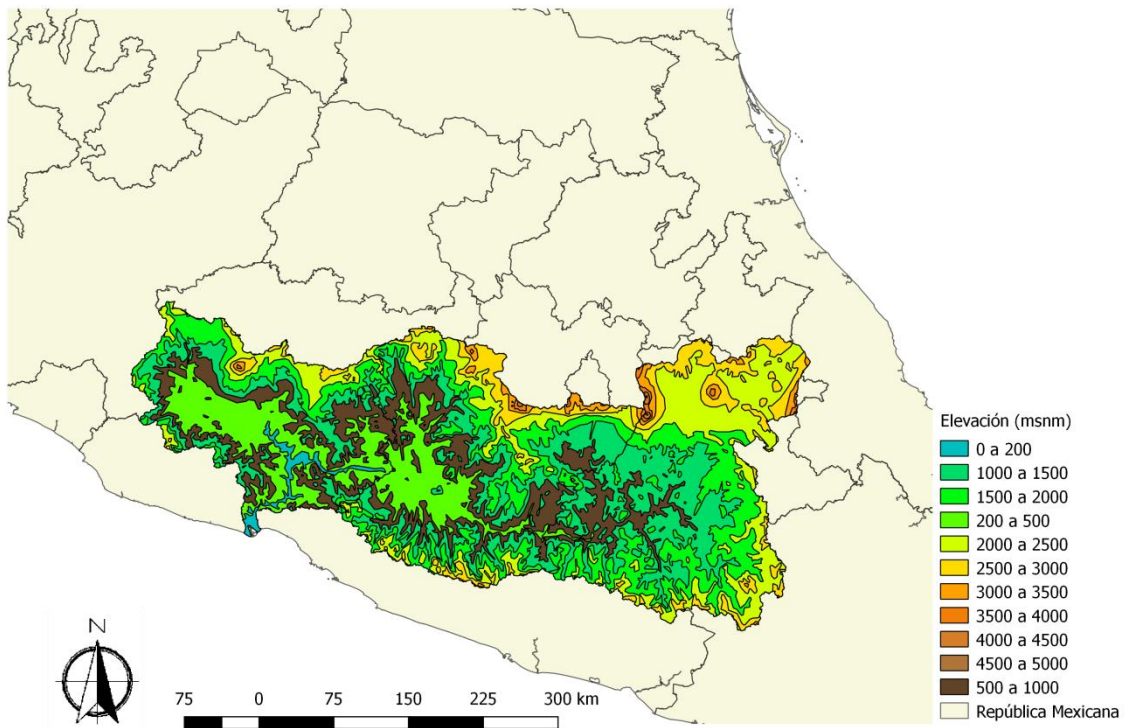 Elevación (msnm)
0 a 200
1000 a 1500
1500 a 2000
200 a 500
2000 a 2500
2500 a 3000
3000 a 3500
3500 a 4000
4000 a 4500
4500 a 5000
500 a 1000
República Mexicana
N
75 0 75 150 225 300 km